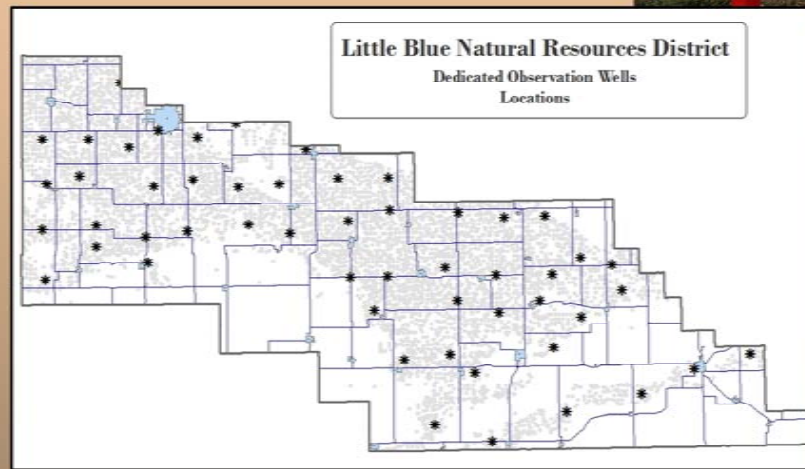 Little Blue Natural Resources District
Dedicated Observation Wells
Locations